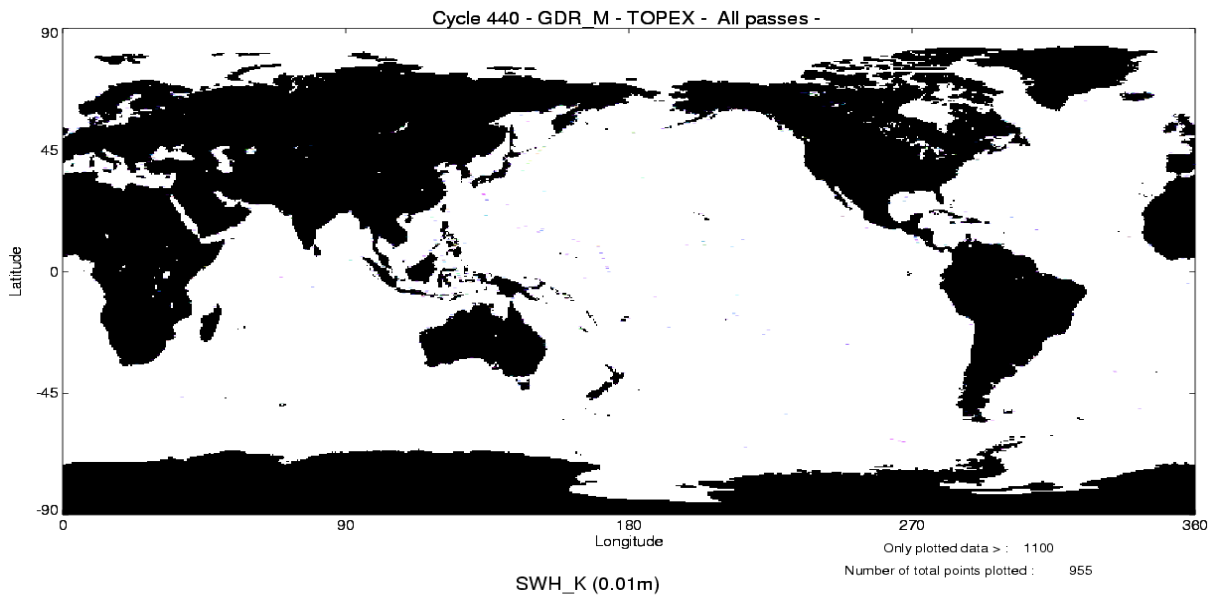 Cycle 440 - GDR_M - TOPEX - All passes -
90
45
0
-45
-90
Latitude
0 90 180 270 360
Longitude
Only plotted data > : 1100
Number of total points plotted : 955
SWH_K (0.01m)